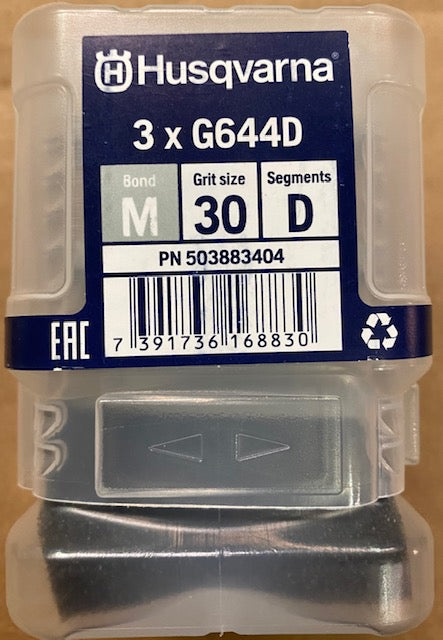 Husqvarna
3 x G644D
Bond Grit size Segments
M 30 D
PN 503883404
7 391736 168830
EAC